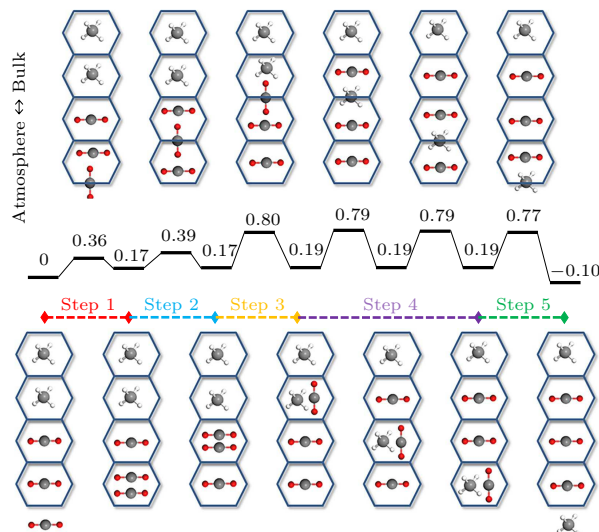 Atmosphere ↔ Bulk
0
0.36
0.17
0.39
0.17
0.80
0.19
0.79
0.19
0.79
0.19
0.77
−0.10
Step 1
Step 2
Step 3
Step 4
Step 5